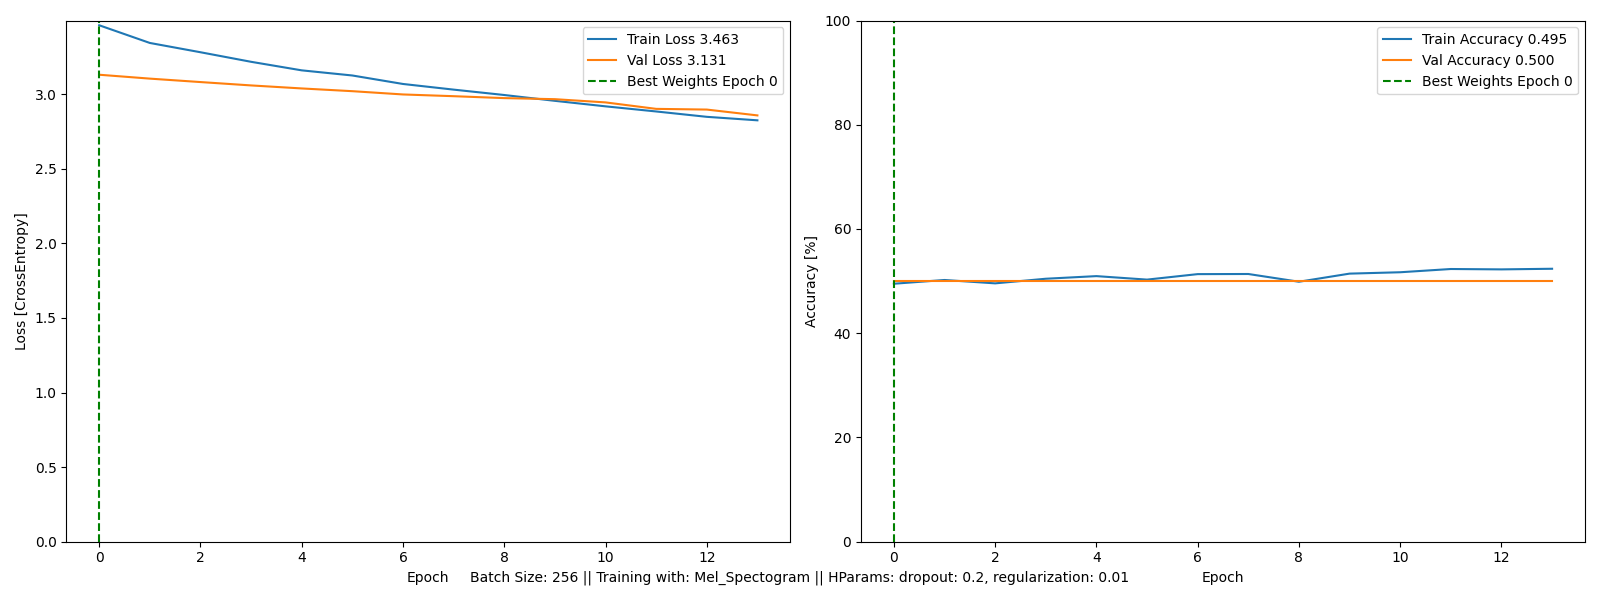 Train Loss 3.463
Val Loss 3.131
Best Weights Epoch 0
3.0
2.5
2.0
1.5
1.0
0.5
0.0
Loss [CrossEntropy]
0 2 4 6 8 10 12
Epoch
Train Accuracy 0.495
Val Accuracy 0.500
Best Weights Epoch 0
100
80
60
40
20
0
Accuracy [%]
0 2 4 6 8 10 12
Epoch
Batch Size: 256 || Training with: Mel_Spectogram || HParams: dropout: 0.2, regularization: 0.01